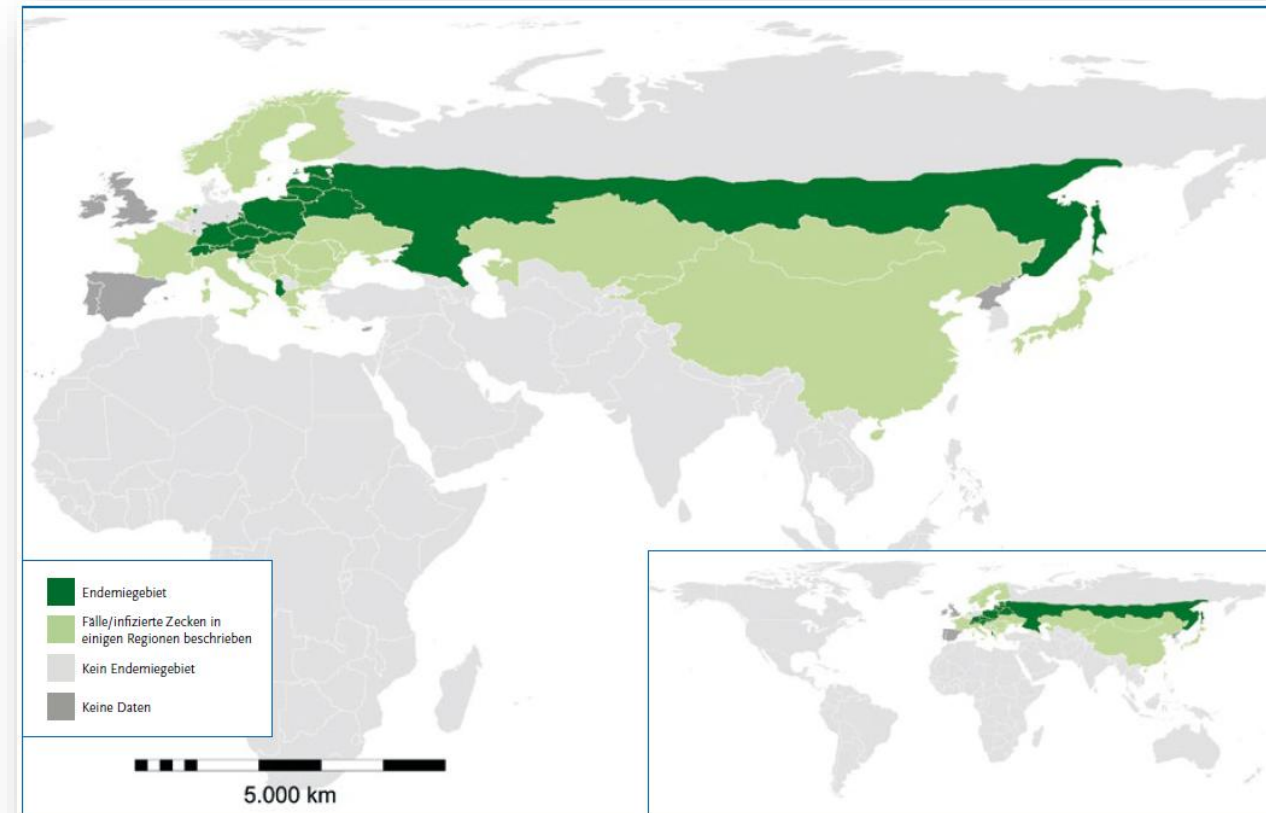 Endemiegebiet
Fälle/infizierte Zecken in
einigen Regionen beschrieben
Kein Endemiegebiet
Keine Daten
5.000 km